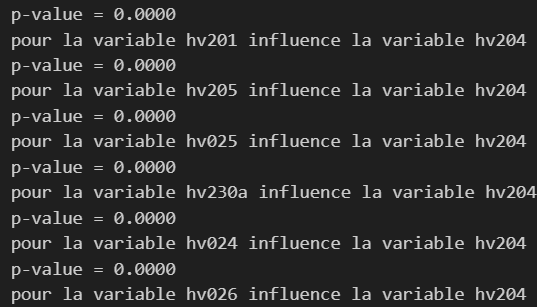 p-value = 0.0000
pour la variable hv201 influence la variable hv204
p-value = 0.0000
pour la variable hv205 influence la variable hv204
p-value = 0.0000
pour la variable hv025 influence la variable hv204
p-value = 0.0000
pour la variable hv230a influence la variable hv204
p-value = 0.0000
pour la variable hv024 influence la variable hv204
p-value = 0.0000
pour la variable hv026 influence la variable hv204